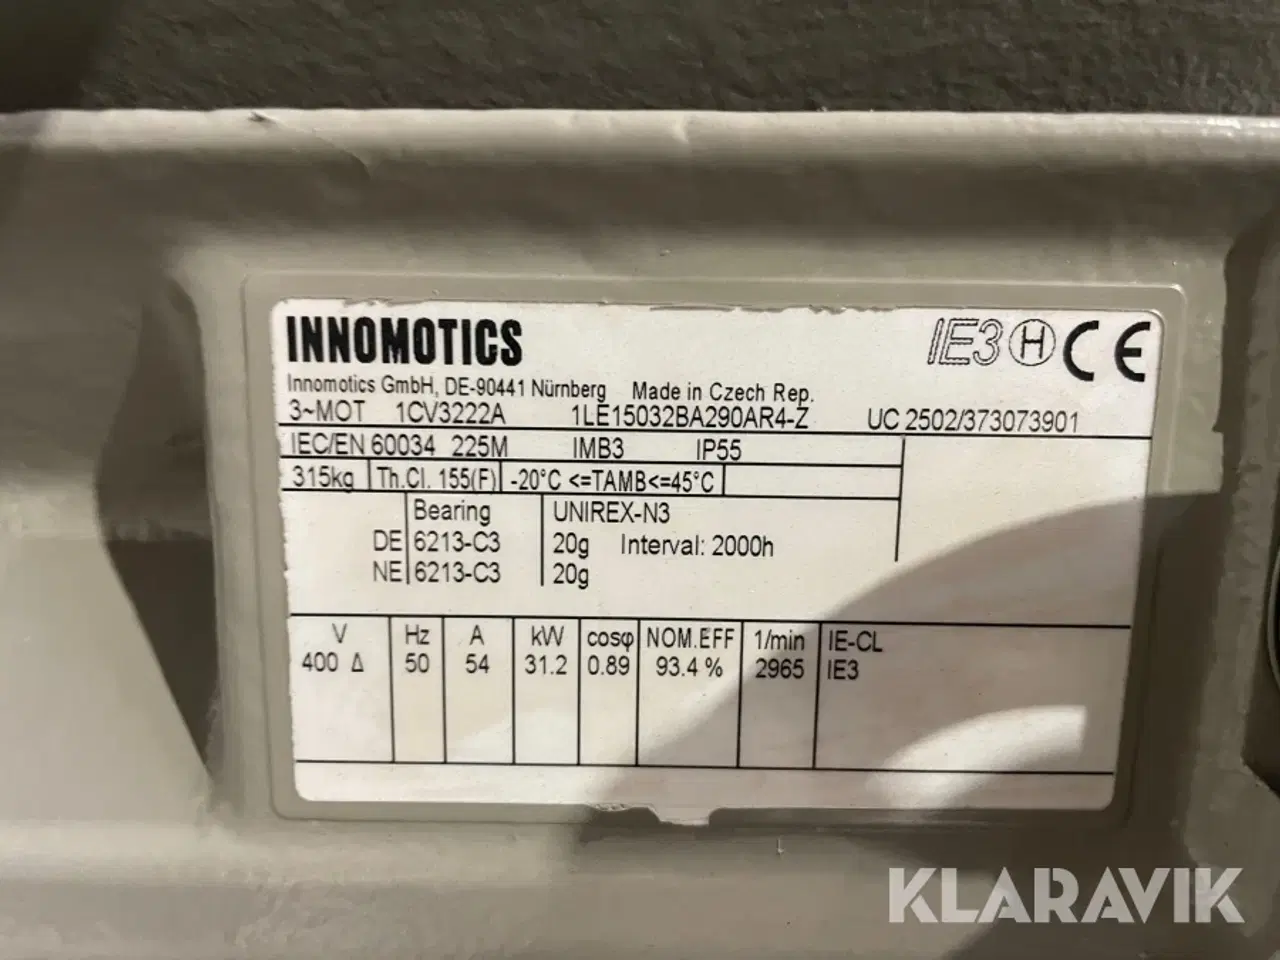 INNOMOTICS
IE3 H CE
Innomotics GmbH, DE-90441 Nürnberg Made in Czech Rep.
3~MOT 1CV3222A 1LE15032BA290AR4-Z UC 2502/373073901
IEC/EN 60034 225M IMB3 IP55
315kg Th.Cl. 155(F) -20°C <=TAMB<=45°C
Bearing UNIREX-N3
DE 6213-C3 20g Interval: 2000h
NE 6213-C3 20g
V Hz A kW cosφ NOM.EFF 1/min IE-CL
400 Δ 50 54 31.2 0.89 93.4 % 2965 IE3
KLARAVIK